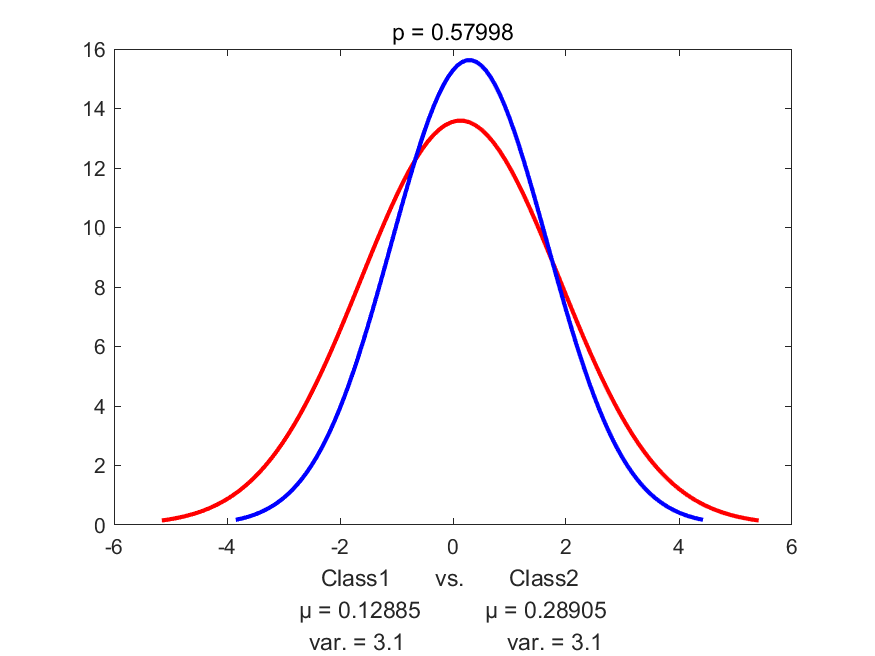 p = 0.57998
16
14
12
10
8
6
4
2
0
-6 -4 -2 0 2 4 6
Class1 vs. Class2
μ = 0.12885 μ = 0.28905
var. = 3.1 var. = 3.1